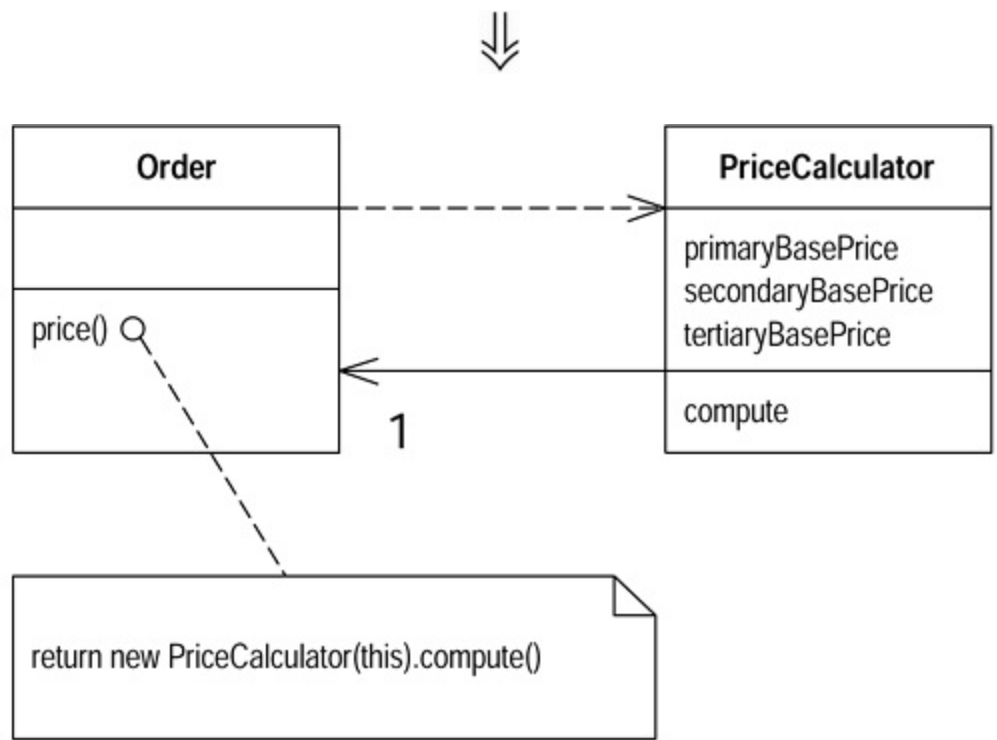 Order
PriceCalculator
primaryBasePrice
secondaryBasePrice
tertiaryBasePrice
price()
1
compute
return new PriceCalculator(this).compute()